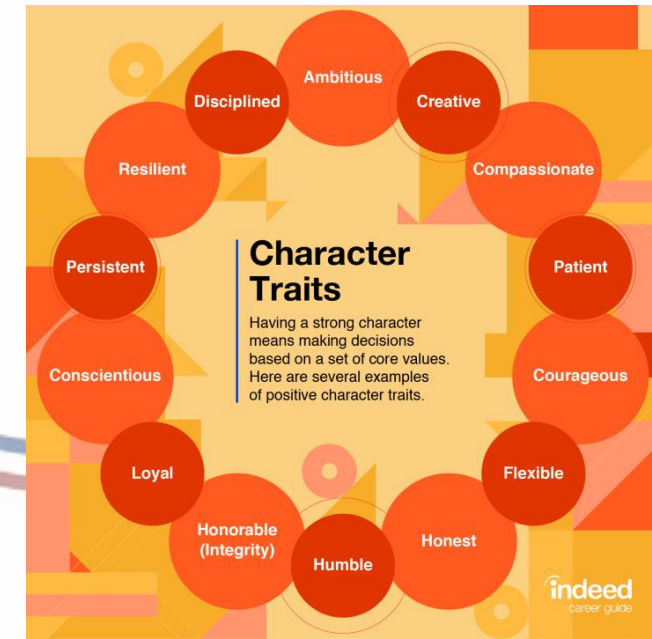 Ambitious
Creative
Compassionate
Patient
Courageous
Flexible
Honest
Humble
Honorable
(Integrity)
Loyal
Conscientious
Persistent
Resilient
Disciplined
Character
Traits
Having a strong character
means making decisions
based on a set of core values.
Here are several examples
of positive character traits.
indeed
career guide